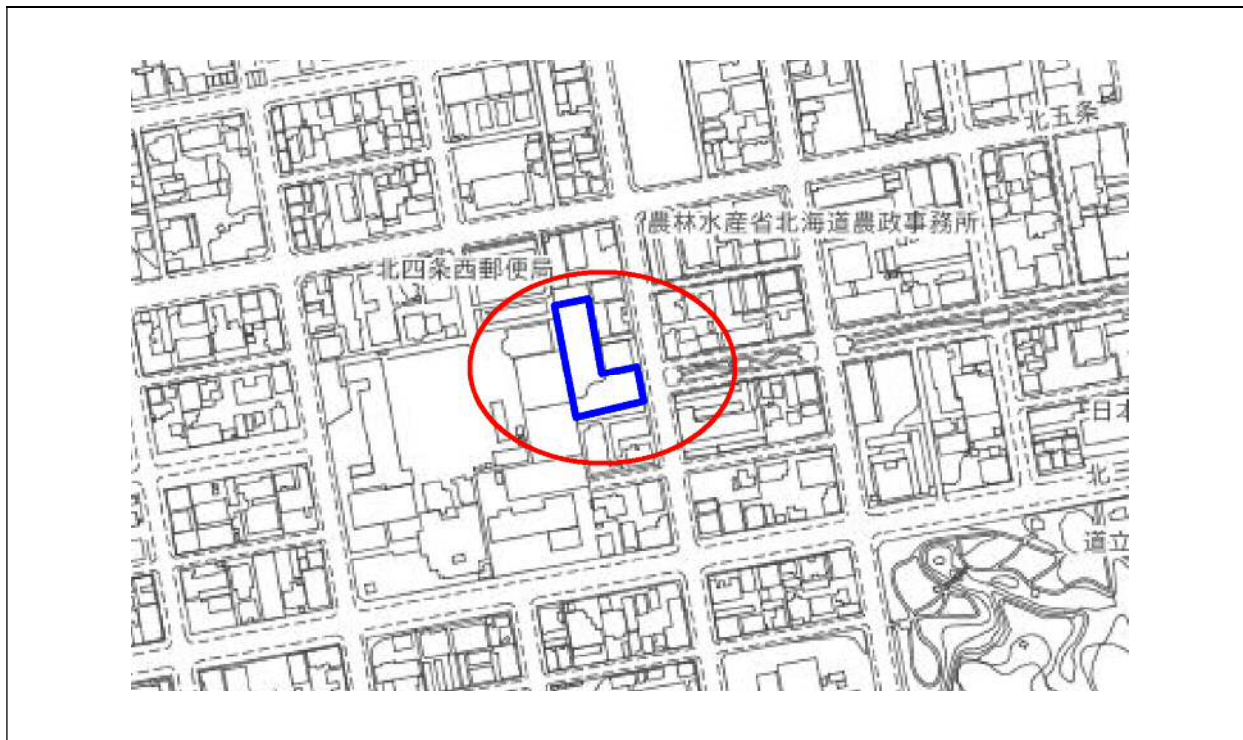 北五条
農林水産省北海道農政事務所
北四条西郵便局
日本
北三
道立